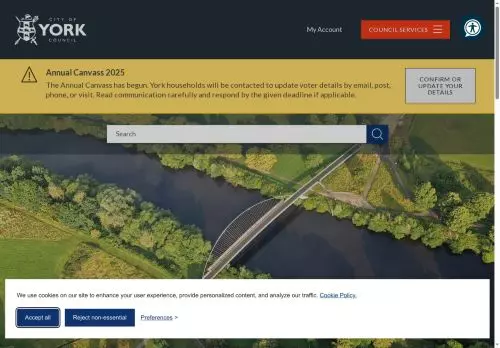 CITY OF
YORK
COUNCIL
My Account
COUNCIL SERVICES
Annual Canvass 2025
The Annual Canvass has begun. York households will be contacted to update voter details by email, post,
phone, or visit. Read communication carefully and respond by the given deadline if applicable.
CONFIRM OR
UPDATE YOUR
DETAILS
Search
We use cookies on our site to enhance your user experience, provide personalized content, and analyze our traffic. Cookie Policy.
Accept all
Reject non-essential
Preferences >